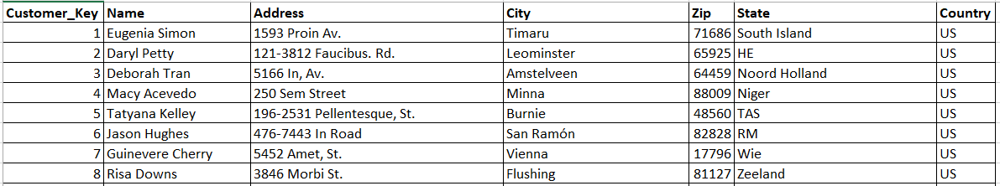 Customer_Key Name Address City Zip State Country
1 Eugenia Simon 1593 Proin Av. Timaru 71686 South Island US
2 Daryl Petty 121-3812 Faucibus. Rd. Leominster 65925 HE US
3 Deborah Tran 5166 In, Av. Amstelveen 64459 Noord Holland US
4 Macy Acevedo 250 Sem Street Minna 88009 Niger US
5 Tatyana Kelley 196-2531 Pellentesque, St. Burnie 48560 TAS US
6 Jason Hughes 476-7443 In Road San Ramón 82828 RM US
7 Guinevere Cherry 5452 Amet, St. Vienna 17796 Wie US
8 Risa Downs 3846 Morbi St. Flushing 81127 Zeeland US